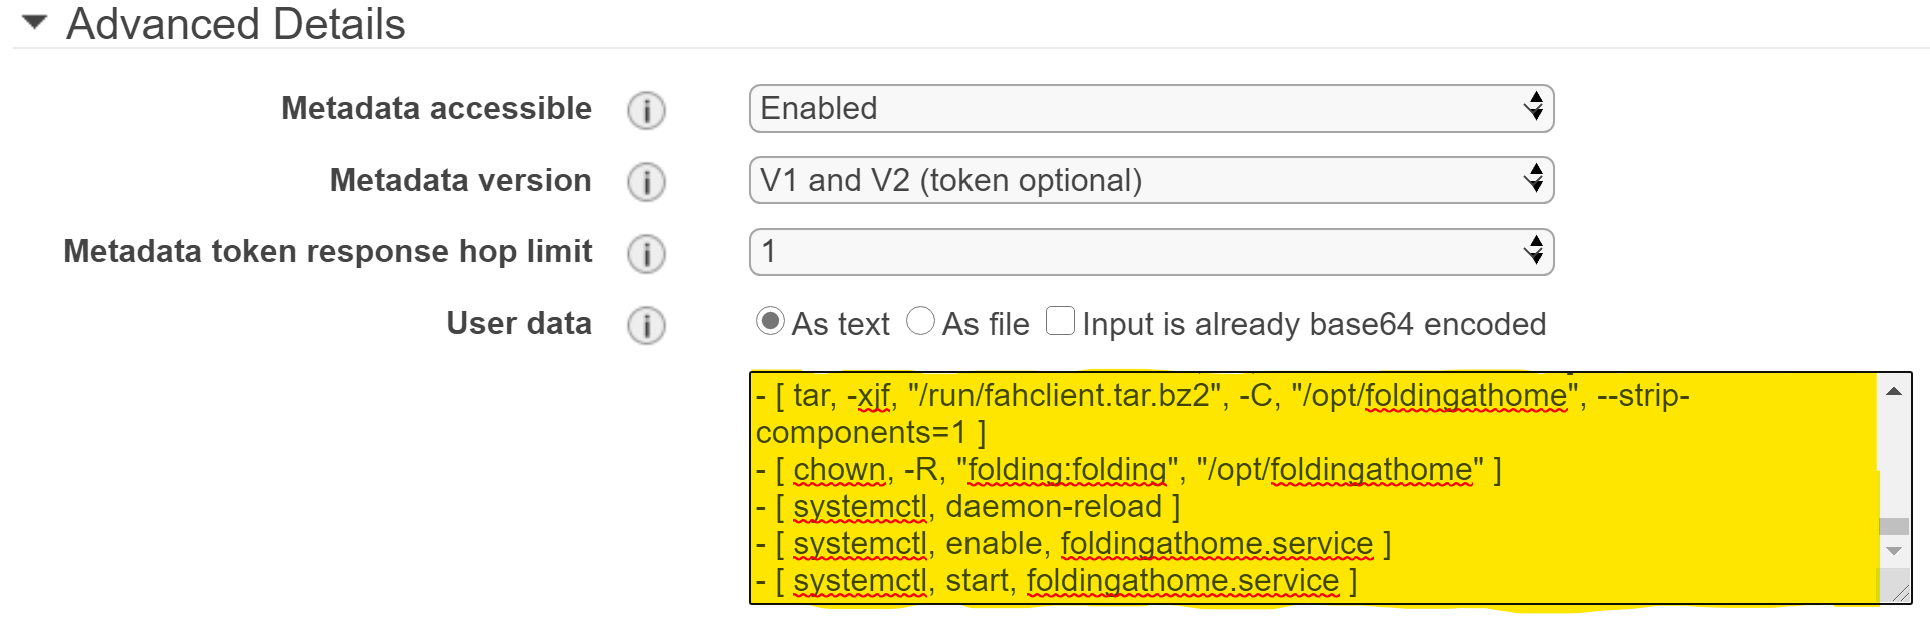 Advanced Details
Metadata accessible Enabled
Metadata version V1 and V2 (token optional)
Metadata token response hop limit 1
User data As text As file Input is already base64 encoded
- [ tar, -xjf, "/run/fahclient.tar.bz2", -C, "/opt/foldingathome", --strip-
components=1 ]
- [ chown, -R, "folding:folding", "/opt/foldingathome" ]
- [ systemctl, daemon-reload ]
- [ systemctl, enable, foldingathome.service ]
- [ systemctl, start, foldingathome.service ]